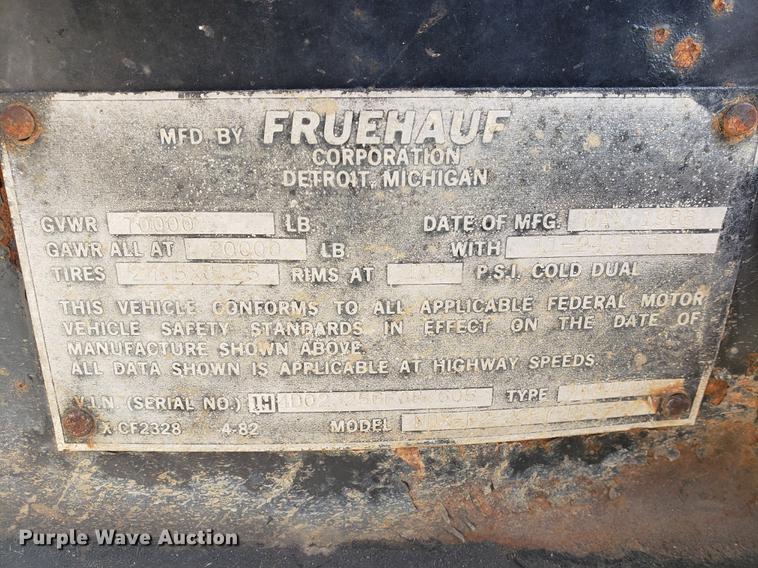 MFD. BY FRUEHAUF
CORPORATION
DETROIT, MICHIGAN
GVWR 70000 LB. DATE OF MFG.
GAWR ALL AT LB. WITH
TIRES RIMS AT P.S.I. COLD DUAL
THIS VEHICLE CONFORMS TO ALL APPLICABLE FEDERAL MOTOR
VEHICLE SAFETY STANDARDS IN EFFECT ON THE DATE OF
MANUFACTURE SHOWN ABOVE.
ALL DATA SHOWN IS APPLICABLE AT HIGHWAY SPEEDS
V.I.N. (SERIAL NO.) TYPE
CF2328 4-82 MODEL
Purple Wave Auction